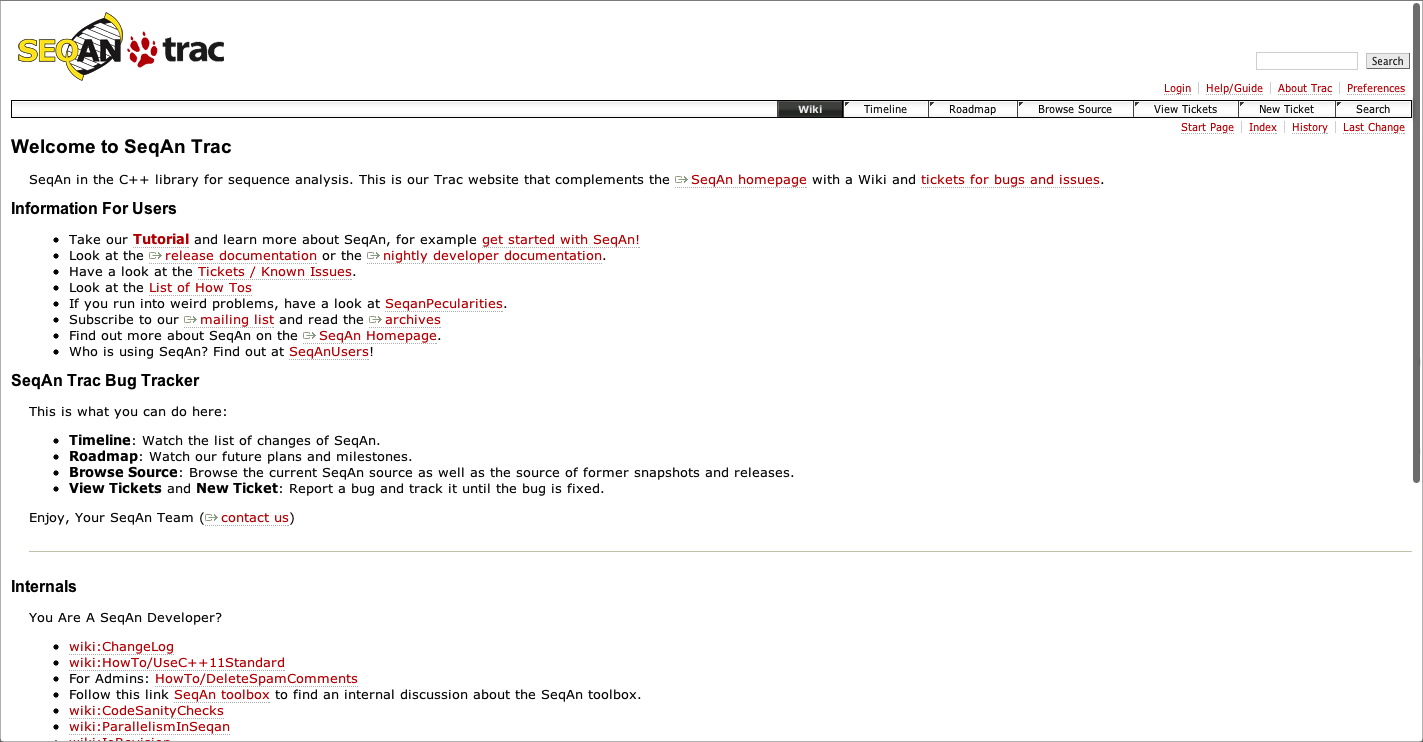 SEQAN trac
Search
Login Help/Guide About Trac Preferences
Wiki Timeline Roadmap Browse Source View Tickets New Ticket Search
Start Page Index History Last Change
Welcome to SeqAn Trac
SeqAn in the C++ library for sequence analysis. This is our Trac website that complements the SeqAn homepage with a Wiki and tickets for bugs and issues.
Information For Users
• Take our Tutorial and learn more about SeqAn, for example get started with SeqAn!
• Look at the release documentation or the nightly developer documentation.
• Have a look at the Tickets / Known Issues.
• Look at the List of How Tos
• If you run into weird problems, have a look at SeqanPecularities.
• Subscribe to our mailing list and read the archives
• Find out more about SeqAn on the SeqAn Homepage.
• Who is using SeqAn? Find out at SeqAnUsers!
SeqAn Trac Bug Tracker
This is what you can do here:
• Timeline: Watch the list of changes of SeqAn.
• Roadmap: Watch our future plans and milestones.
• Browse Source: Browse the current SeqAn source as well as the source of former snapshots and releases.
• View Tickets and New Ticket: Report a bug and track it until the bug is fixed.
Enjoy, Your SeqAn Team (contact us)
Internals
You Are A SeqAn Developer?
• wiki:ChangeLog
• wiki:HowTo/UseC++11Standard
• For Admins: HowTo/DeleteSpamComments
• Follow this link SeqAn toolbox to find an internal discussion about the SeqAn toolbox.
• wiki:CodeSanityChecks
• wiki:ParallelismInSeqan